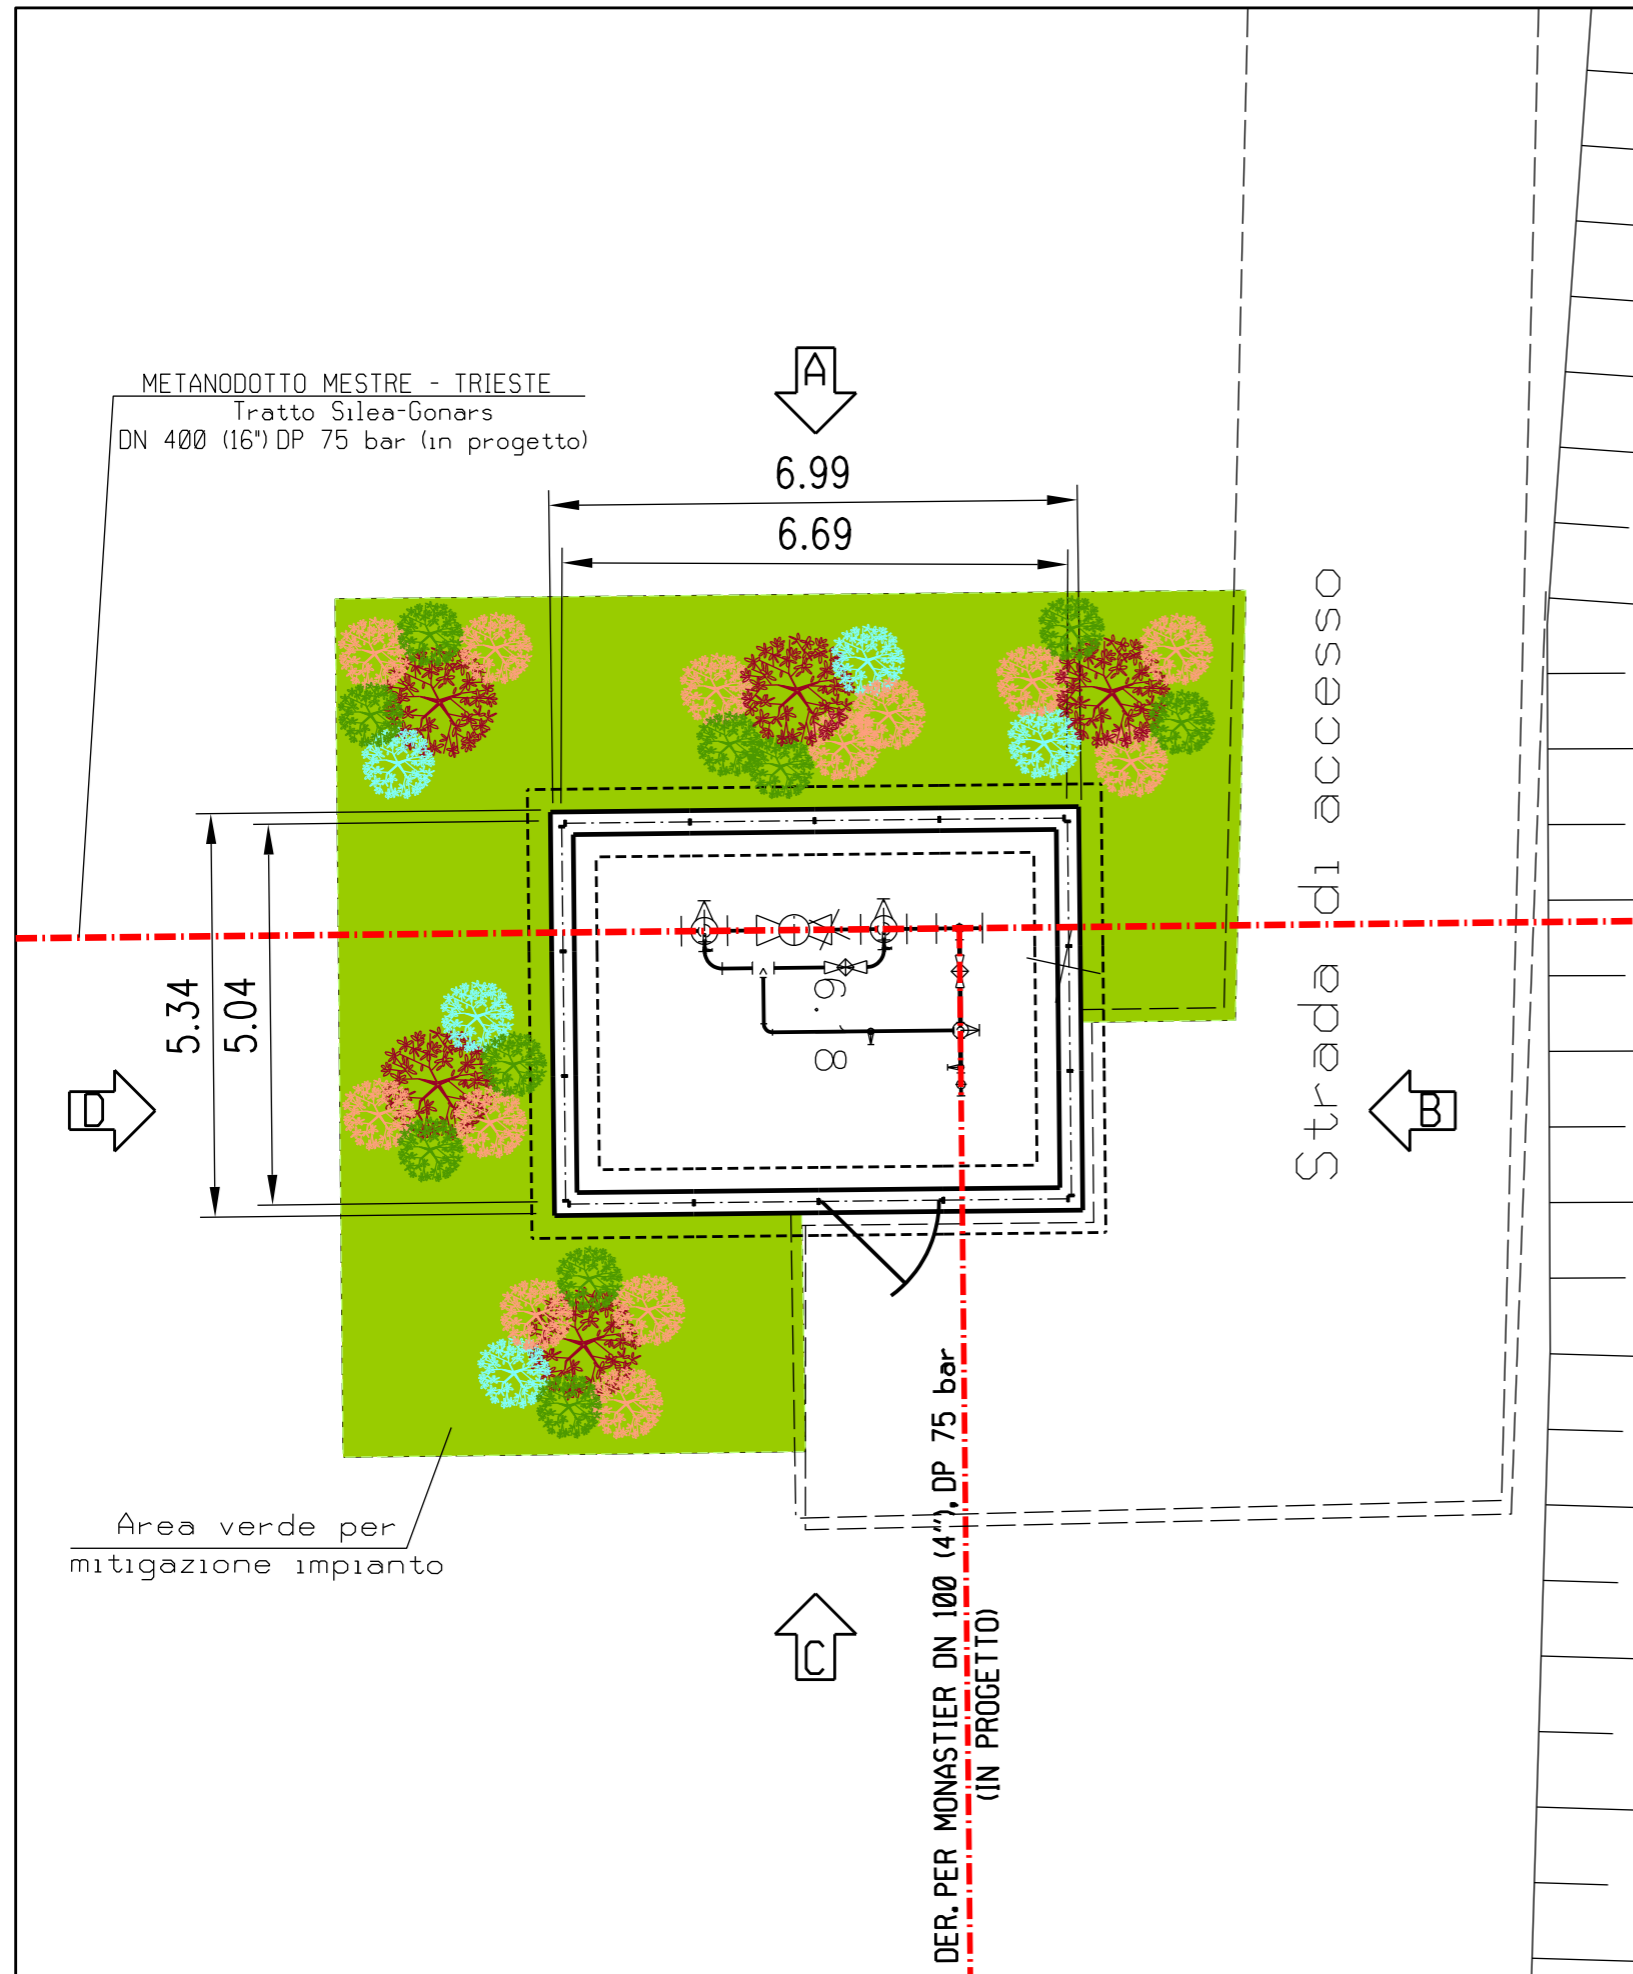 METANODOTTO MESTRE - TRIESTE
Tratto Silea-Gonars
DN 400 (16") DP 75 bar (in progetto)
A
6.99
6.69
5.34
5.04
8.9
D
B
Strada di accesso
Area verde per
mitigazione impianto
C
DER. PER MONASTIER DN 100 (4"), DP 75 bar
(IN PROGETTO)